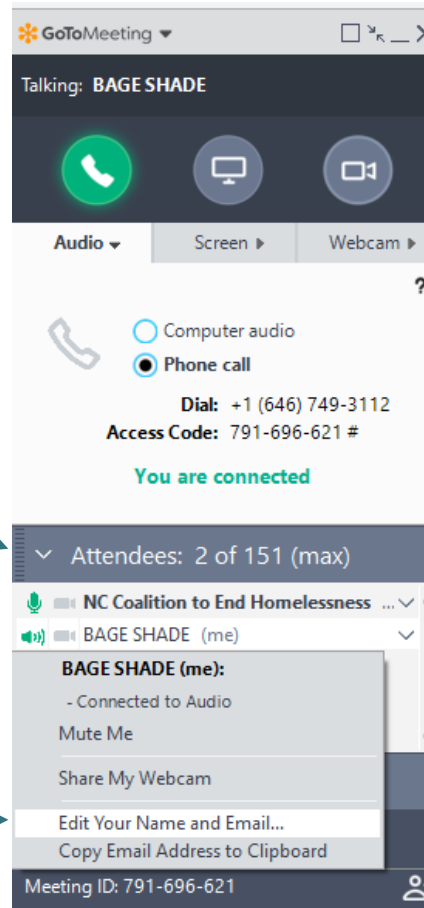 GoToMeeting
Talking: BAGE SHADE
Audio Screen Webcam
?
Computer audio
Phone call
Dial: +1 (646) 749-3112
Access Code: 791-696-621 #
You are connected
Attendees: 2 of 151 (max)
NC Coalition to End Homelessness ...
BAGE SHADE (me)
BAGE SHADE (me):
- Connected to Audio
Mute Me
Share My Webcam
Edit Your Name and Email...
Copy Email Address to Clipboard
Meeting ID: 791-696-621